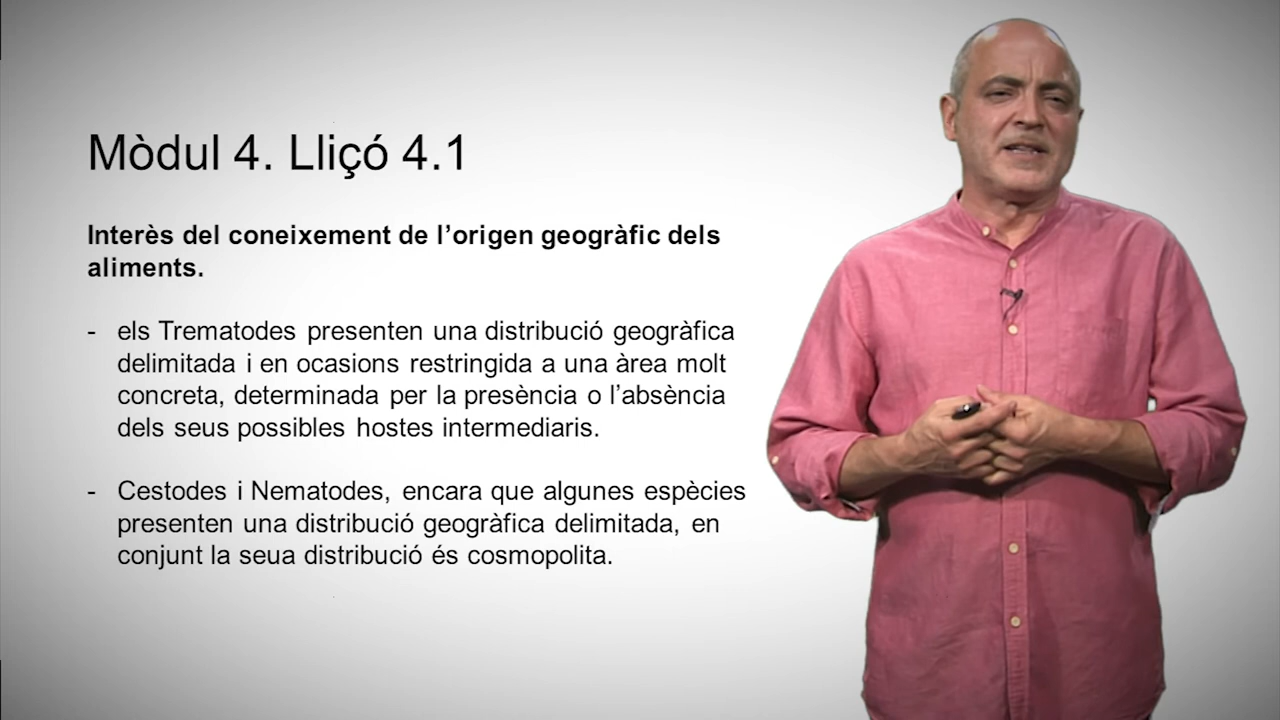 Mòdul 4. Lliçó 4.1
Interès del coneixement de l’origen geogràfic dels
aliments.
- els Trematodes presenten una distribució geogràfica
delimitada i en ocasions restringida a una àrea molt
concreta, determinada per la presència o l’absència
dels seus possibles hostes intermediaris.
- Cestodes i Nematodes, encara que algunes espècies
presenten una distribució geogràfica delimitada, en
conjunt la seua distribució és cosmopolita.